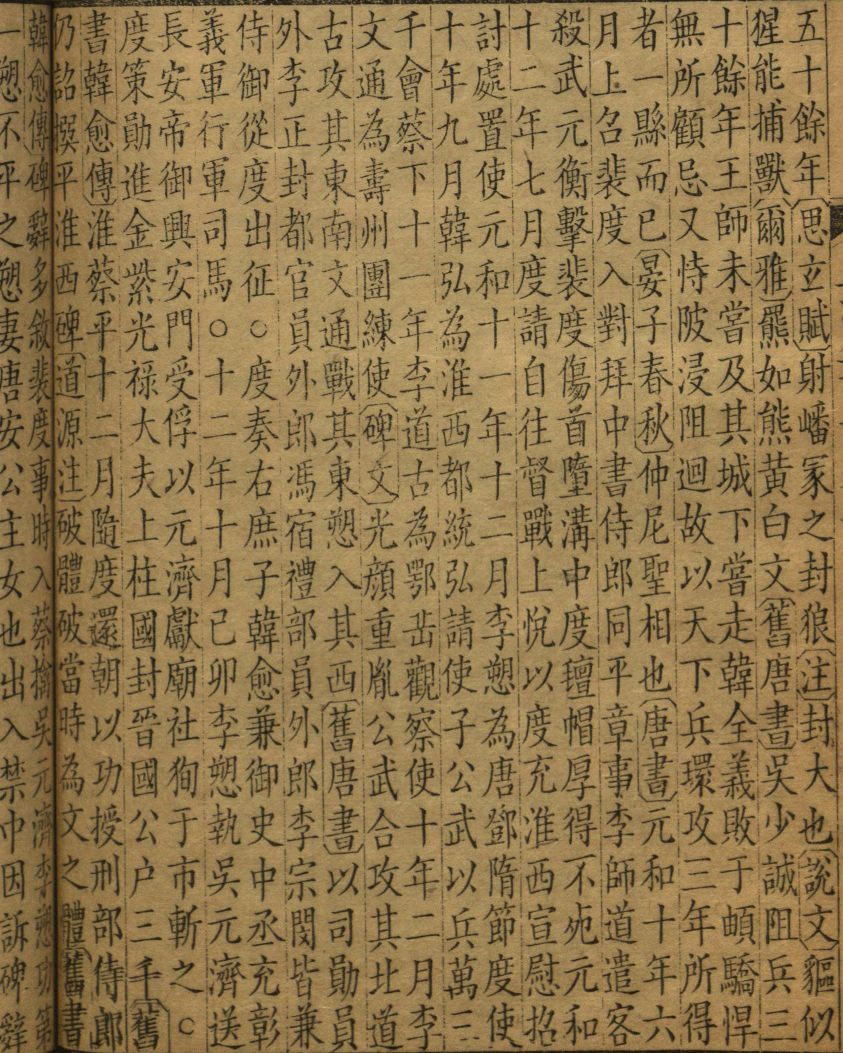 五十餘年〔思玄賦〕射嶓冢之封狼〔注〕封大也〔說文〕貙似
猩能捕獸〔爾雅〕羆如熊黄白文〔舊唐書〕吳少誠阻兵三
十餘年王師未嘗及其城下嘗走韓全義敗于頔驕悍
無所顧忌又恃陂浸阻迴故以天下兵環攻三年所得
者一縣而已〔晏子春秋〕仲尼聖相也〔唐書〕元和十年六
月上召裴度入對拜中書侍郎同平章事李師道遣客
殺武元衡擊裴度傷首墮溝中度氊帽厚得不死元和
十二年七月度請自往督戰上悅以度充淮西宣慰招
討處置使元和十一年十二月李愬為唐鄧隋節度使
十年九月韓弘為淮西都統弘請使子公武以兵萬三
千會蔡下十一年李道古為鄂岳觀察使十年二月李
文通為壽州團練使〔碑文〕光顔重胤公武合攻其北道
古攻其東南文通戰其東愬入其西〔舊唐書〕以司勛員
外李正封都官員外郎馮宿禮部員外郎李宗閔皆兼
侍御從度出征○度奏右庶子韓愈兼御史中丞充彰
義軍行軍司馬○十二年十月己卯李愬執吳元濟送
長安帝御興安門受俘以元濟獻廟社狥于市斬之○
度策勛進金紫光祿大夫上柱國封晉國公户三千〔舊
書韓愈傳〕淮蔡平十二月隨度還朝以功授刑部侍郎
仍詔撰平淮西碑〔道源注〕破體破當時為文之體〔舊書
韓愈傳〕碑辭多敘裴度事時入蔡擒吳元濟李愬功第
一愬不平之愬妻唐安公主女也出入禁中因訴碑辭